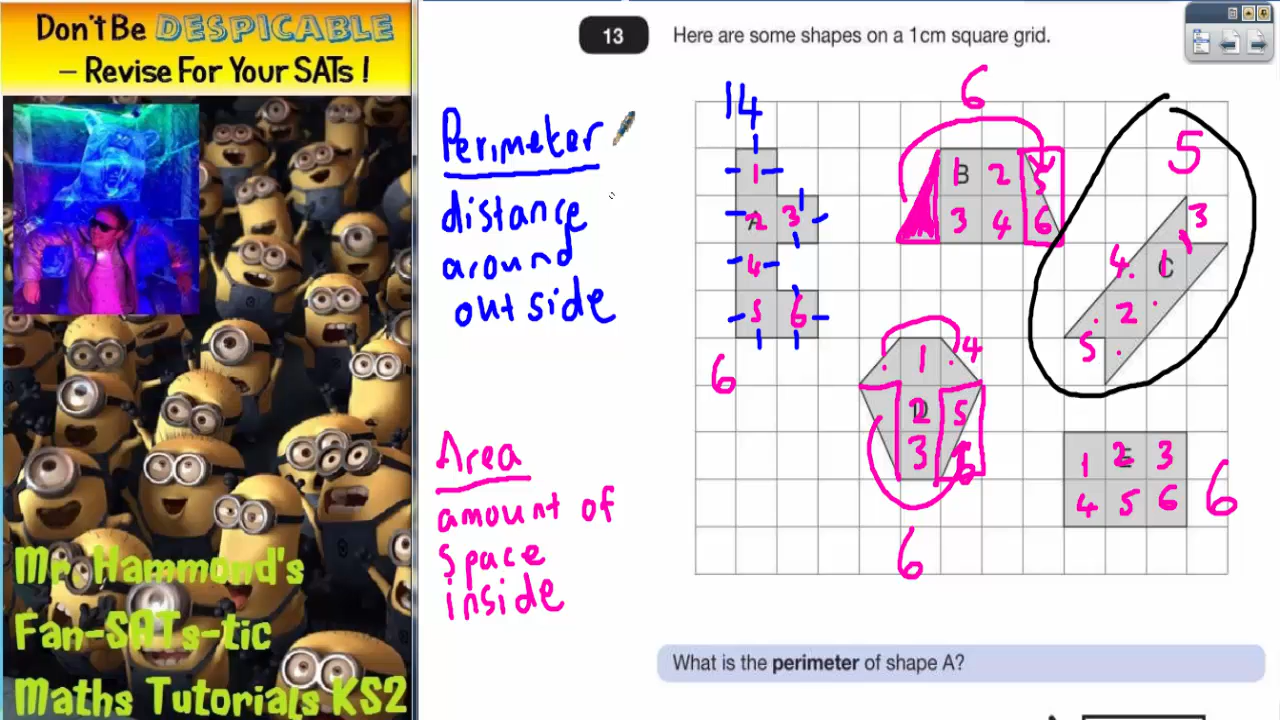 Don't Be DESPICABLE
– Revise For Your SATs !
Mr. Hammond's
Fan-SATs-tic
Maths Tutorials KS2
Perimeter
distance
around
outside
Area
amount of
space
inside
13 Here are some shapes on a 1cm square grid.
14
1
A 2 3
4
5 6
6
6
B 1 2 5
3 4 6
5
3
4 1 C
2
5
1 4
D 2 5
3 6
6
1 2 E 3
4 5 6
6
What is the perimeter of shape A?